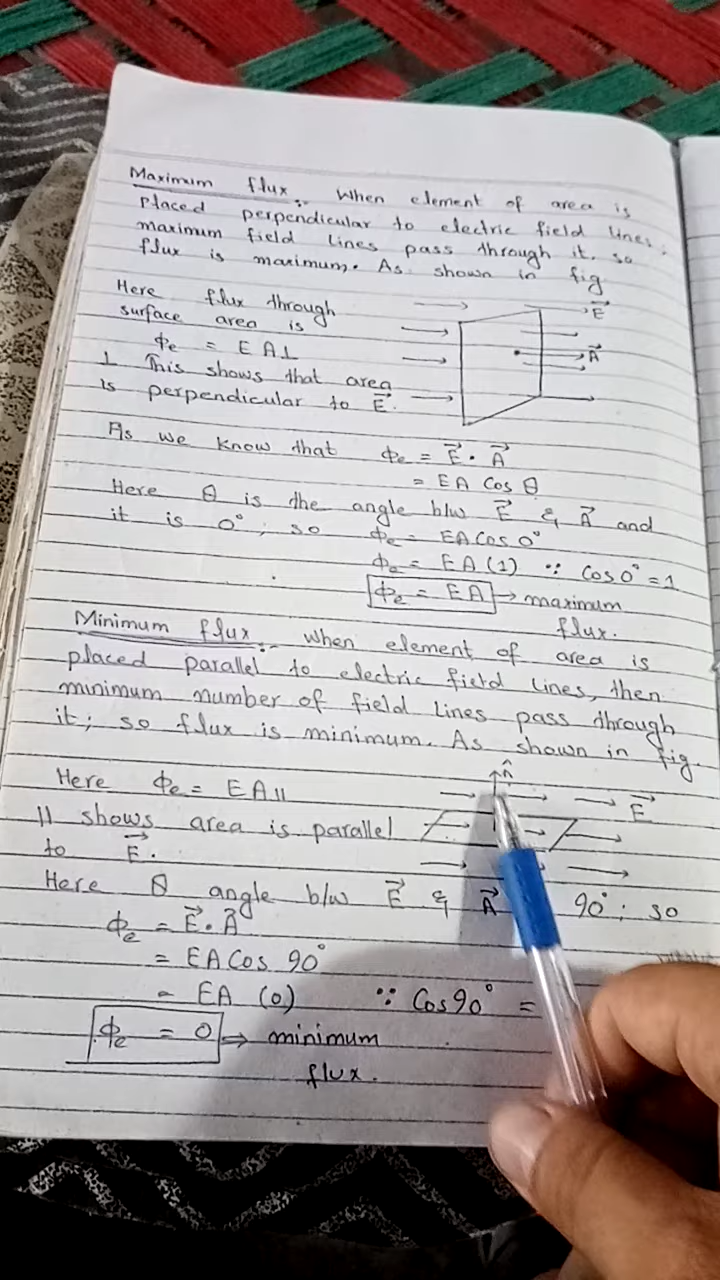 Maximum flux:- When element of area is
placed perpendicular to electric field lines,
maximum field lines pass through it, so
flux is maximum. As shown in fig
Here flux through
surface area is
Φe = EA⊥
⊥ This shows that area
is perpendicular to E⃗.
E⃗
A⃗
As we know that Φe = E⃗ . A⃗
= EA Cos θ
Here θ is the angle b/w E⃗ & A⃗ and
it is 0°; so Φe = EA Cos 0°
Φe = EA (1) ∵ Cos 0° = 1
Φe = EA → maximum
flux.
Minimum flux:- When element of area is
placed parallel to electric field lines, then
minimum number of field lines pass through
it; so flux is minimum. As shown in fig.
Here Φe = EA||
|| shows area is parallel
to E⃗.
n̂
E⃗
Here θ angle b/w E⃗ & A⃗ 90°; so
Φe = E⃗ . A⃗
= EA Cos 90°
= EA (0) ∵ Cos 90° =
Φe = 0 ⇒ minimum
flux.